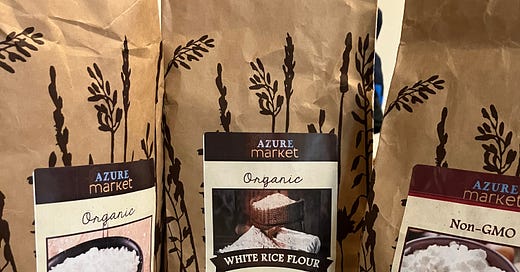 AZURE
market
Organic
AZURE
market
Organic
WHITE RICE FLOUR
AZURE
market
Non-GMO